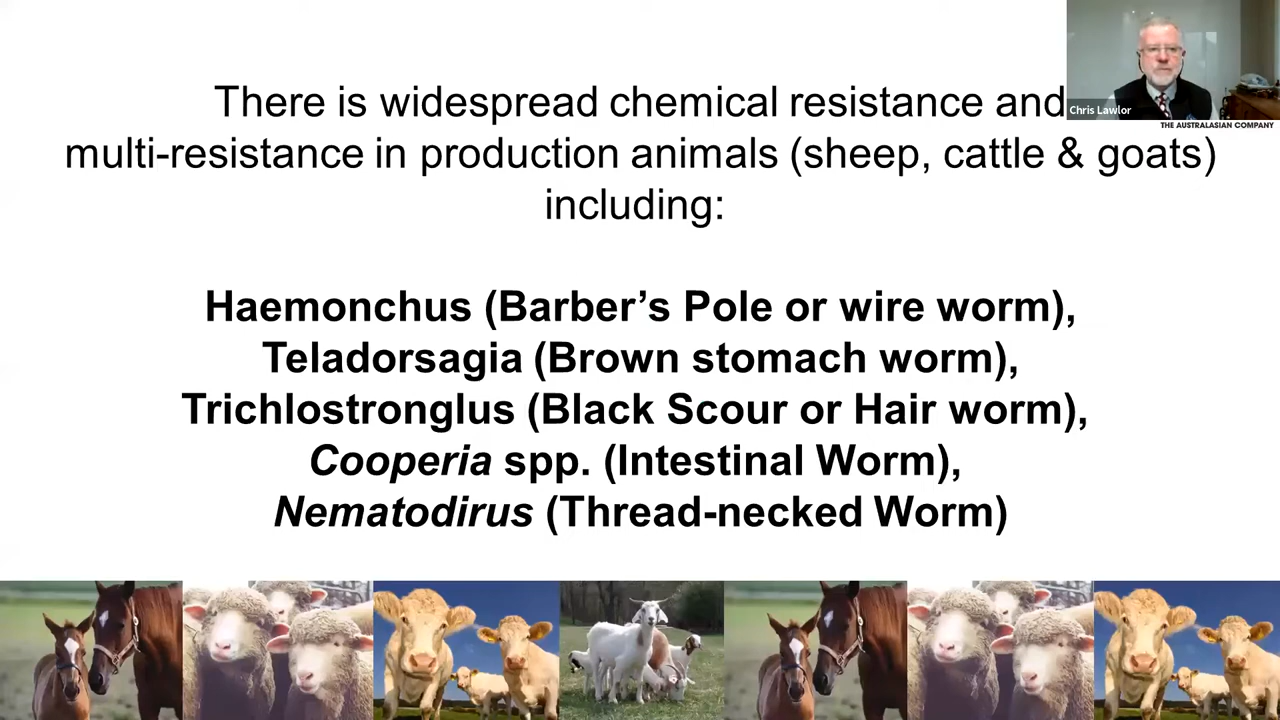 There is widespread chemical resistance and
multi-resistance in production animals (sheep, cattle & goats)
including:
Haemonchus (Barber’s Pole or wire worm),
Teladorsagia (Brown stomach worm),
Trichlostronglus (Black Scour or Hair worm),
Cooperia spp. (Intestinal Worm),
Nematodirus (Thread-necked Worm)
Chris Lawlor
THE AUSTRALASIAN COMPANY